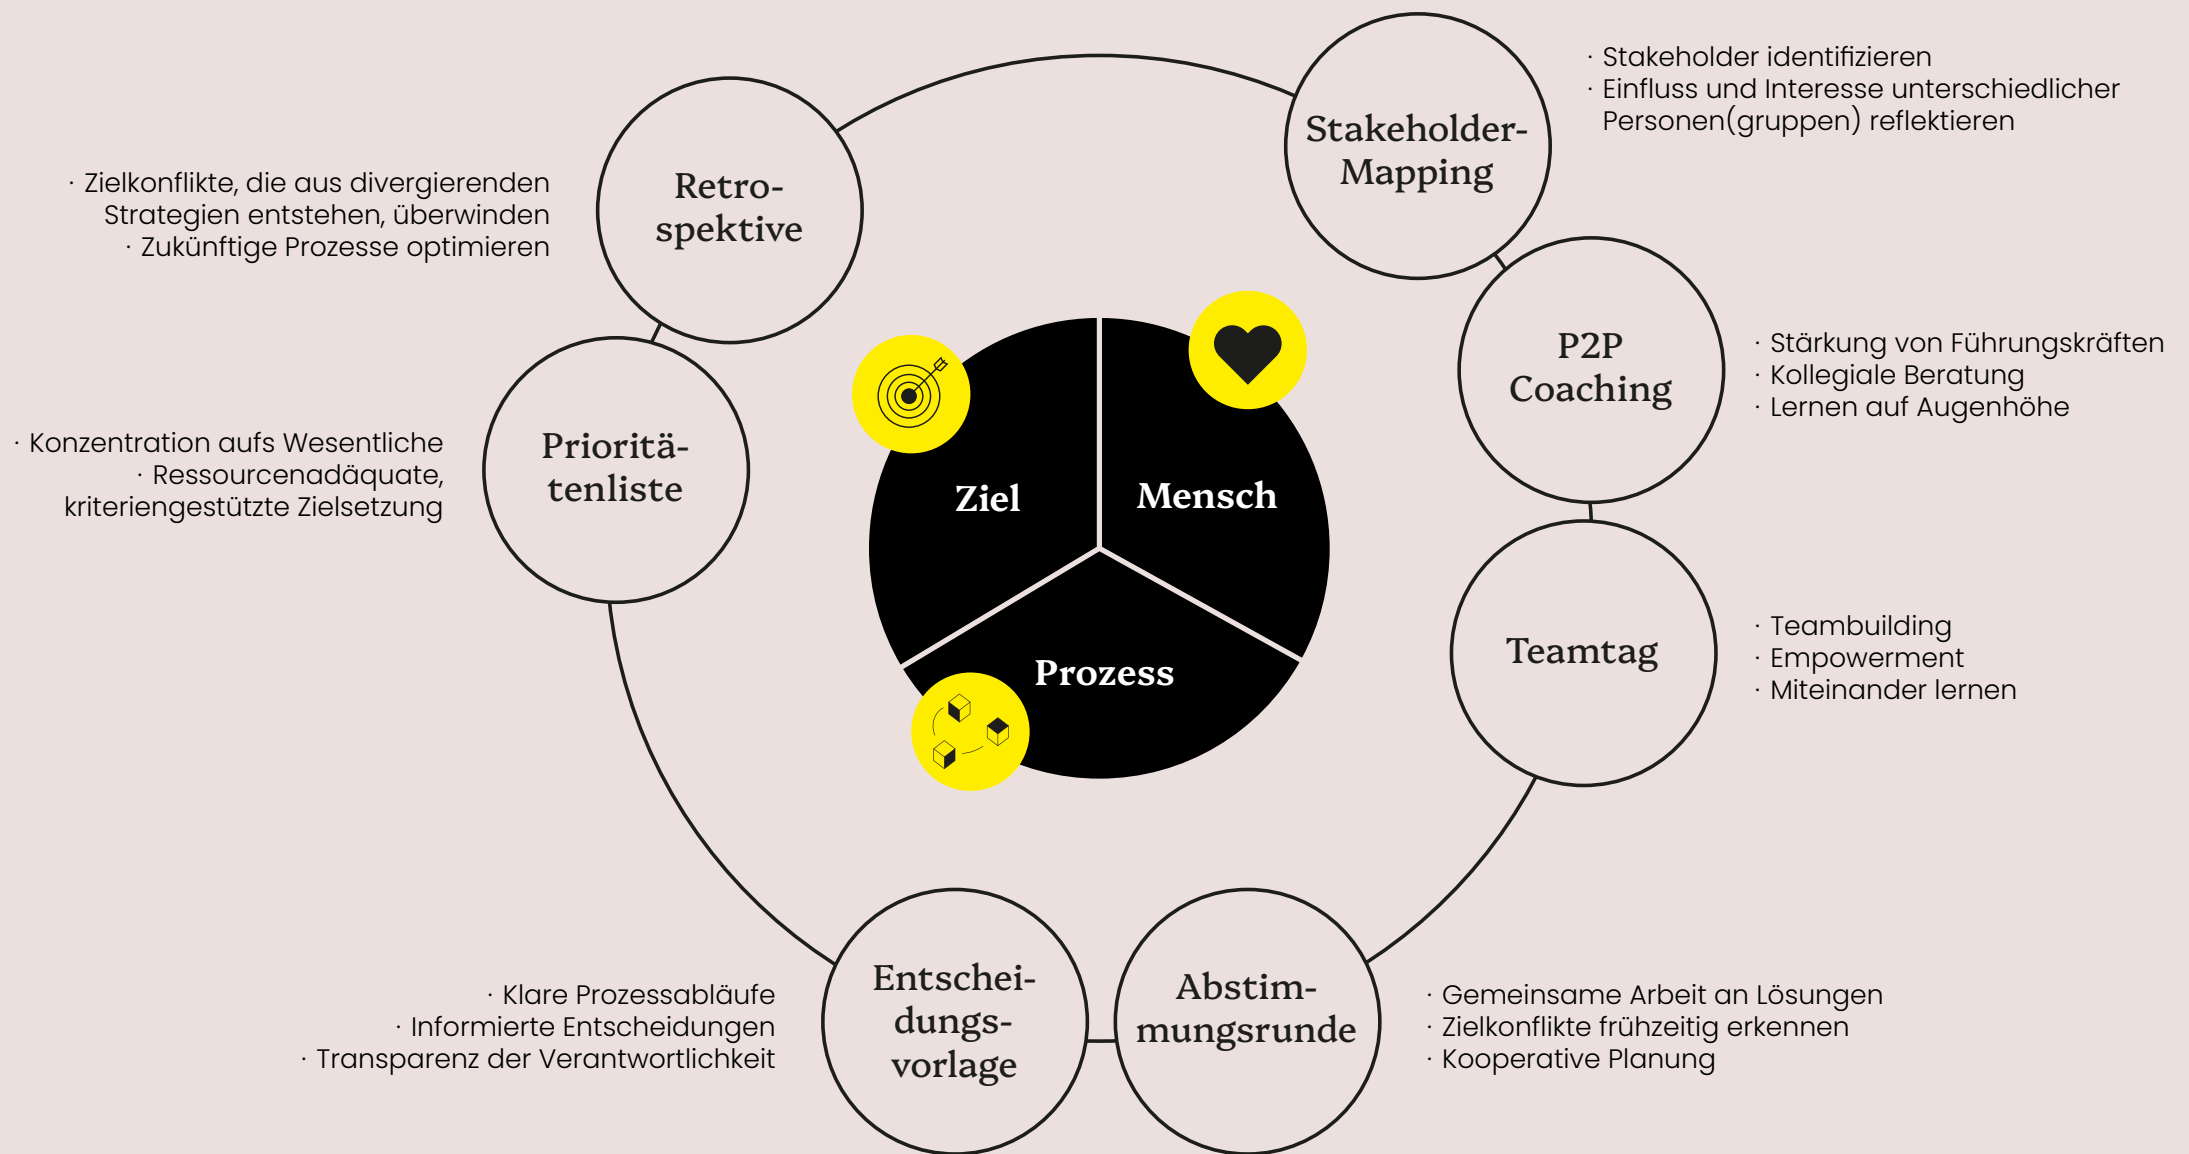 Stakeholder-
Mapping
· Stakeholder identifizieren
· Einfluss und Interesse unterschiedlicher
Personen(gruppen) reflektieren
P2P
Coaching
· Stärkung von Führungskräften
· Kollegiale Beratung
· Lernen auf Augenhöhe
Teamtag
· Teambuilding
· Empowerment
· Miteinander lernen
Abstim-
mungsrunde
· Gemeinsame Arbeit an Lösungen
· Zielkonflikte frühzeitig erkennen
· Kooperative Planung
Entschei-
dungs-
vorlage
· Klare Prozessabläufe
· Informierte Entscheidungen
· Transparenz der Verantwortlichkeit
Prioritä-
tenliste
· Konzentration aufs Wesentliche
· Ressourcenadäquate,
kriteriengestützte Zielsetzung
Retro-
spektive
· Zielkonflikte, die aus divergierenden
Strategien entstehen, überwinden
· Zukünftige Prozesse optimieren
Ziel
Mensch
Prozess